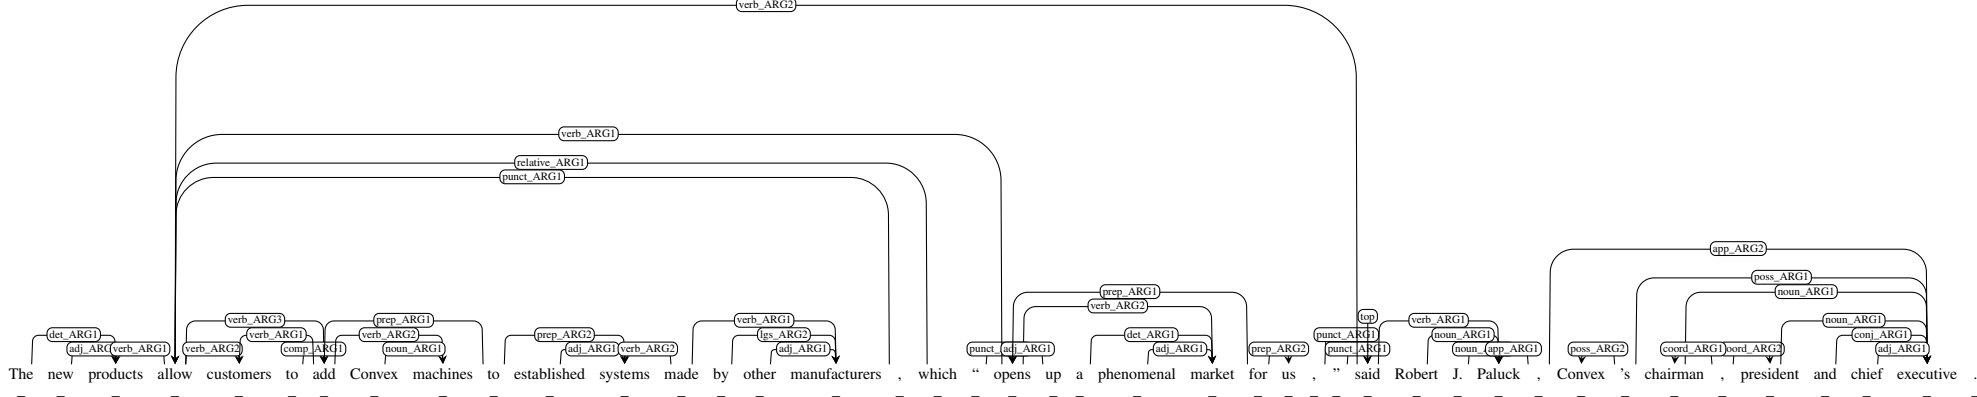 verb_ARG2
verb_ARG1
relative_ARG1
punct_ARG1
app_ARG2
poss_ARG1
prep_ARG1 noun_ARG1
verb_ARG2
top
verb_ARG3 prep_ARG1 verb_ARG1 verb_ARG1 noun_ARG1
det_ARG1 verb_ARG1 verb_ARG2 prep_ARG2 lgs_ARG2 det_ARG1 punct_ARG1 noun_ARG1 conj_ARG1
verb_ARG1 verb_ARG2 comp_ARG1 noun_ARG1 adj_ARG1 verb_ARG2 adj_ARG1 adj_ARG1 adj_ARG1 prep_ARG2 punct_ARG1 app_ARG1 poss_ARG2 coord_ARG1 oord_ARG2 adj_ARG1
The new products allow customers to add Convex machines to established systems made by other manufacturers , which “ opens up a phenomenal market for us , ” said Robert J. Paluck , Convex 's chairman , president and chief executive .